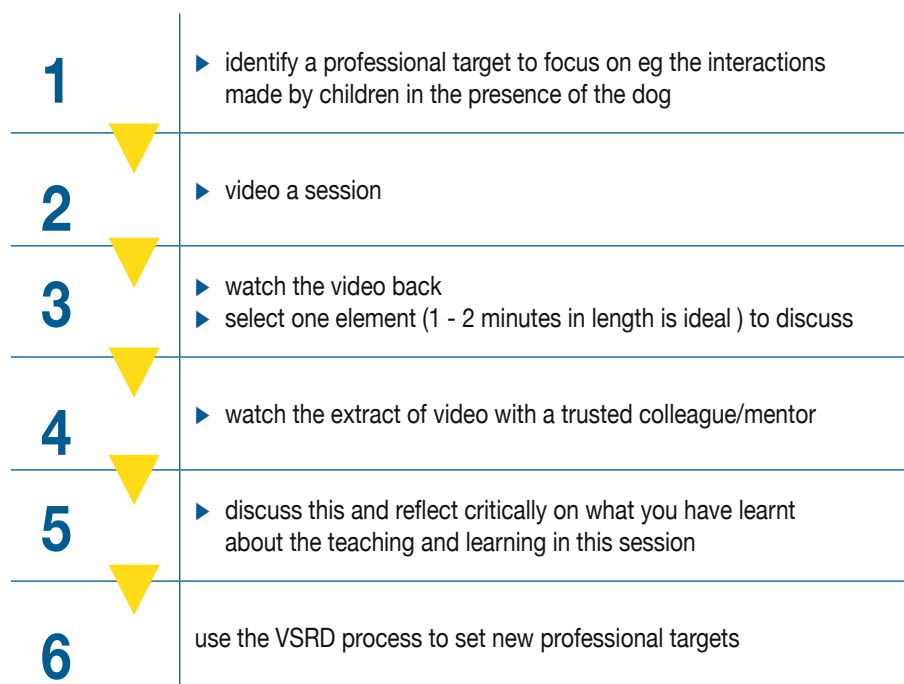 1
▶ identify a professional target to focus on eg the interactions
made by children in the presence of the dog
2
▶ video a session
3
▶ watch the video back
▶ select one element (1 - 2 minutes in length is ideal ) to discuss
4
▶ watch the extract of video with a trusted colleague/mentor
5
▶ discuss this and reflect critically on what you have learnt
about the teaching and learning in this session
6
use the VSRD process to set new professional targets